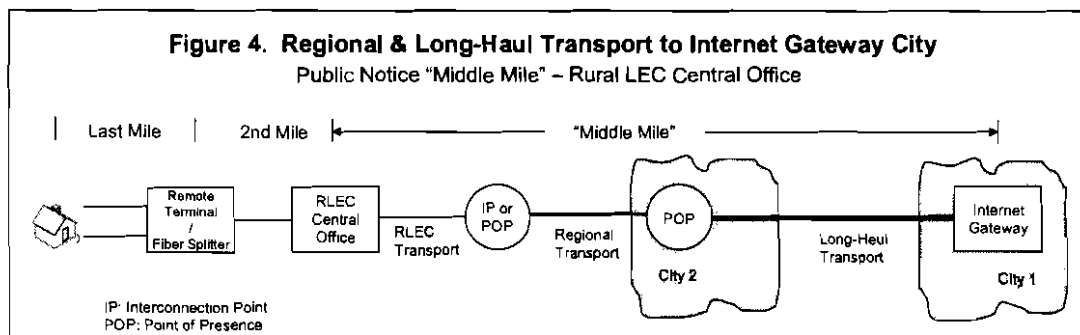 Figure 4. Regional & Long-Haul Transport to Internet Gateway City
Public Notice "Middle Mile" – Rural LEC Central Office
Last Mile
2nd Mile
"Middle Mile"
Remote
Terminal
/
Fiber Splitter
RLEC
Central
Office
RLEC
Transport
IP or
POP
Regional
Transport
POP
City 2
Long-Haul
Transport
Internet
Gateway
City 1
IP: Interconnection Point
POP: Point of Presence